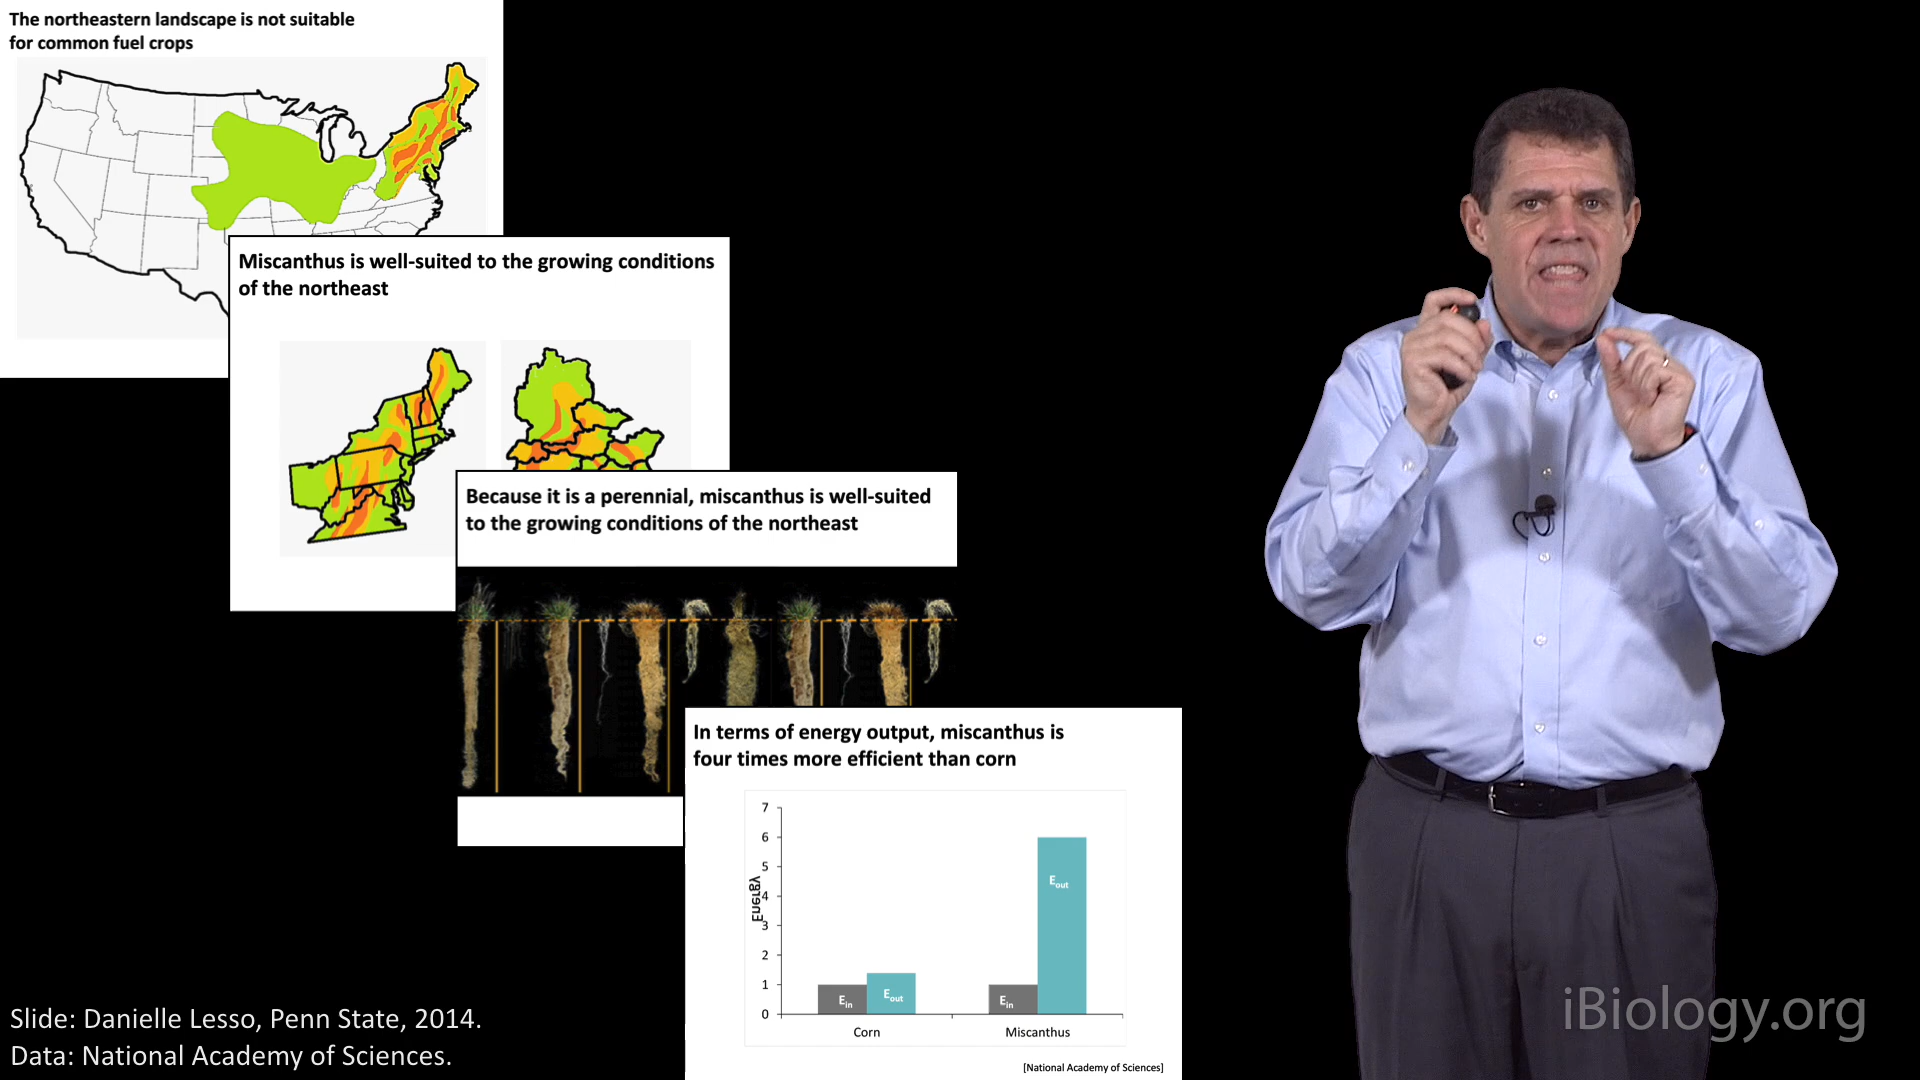 The northeastern landscape is not suitable
for common fuel crops
Miscanthus is well-suited to the growing conditions
of the northeast
Because it is a perennial, miscanthus is well-suited
to the growing conditions of the northeast
In terms of energy output, miscanthus is
four times more efficient than corn
7
6
5
4
3
2
1
0
Energy
Ein
Eout
Ein
Eout
Corn
Miscanthus
[National Academy of Sciences]
Slide: Danielle Lesso, Penn State, 2014.
Data: National Academy of Sciences.
iBiology.org